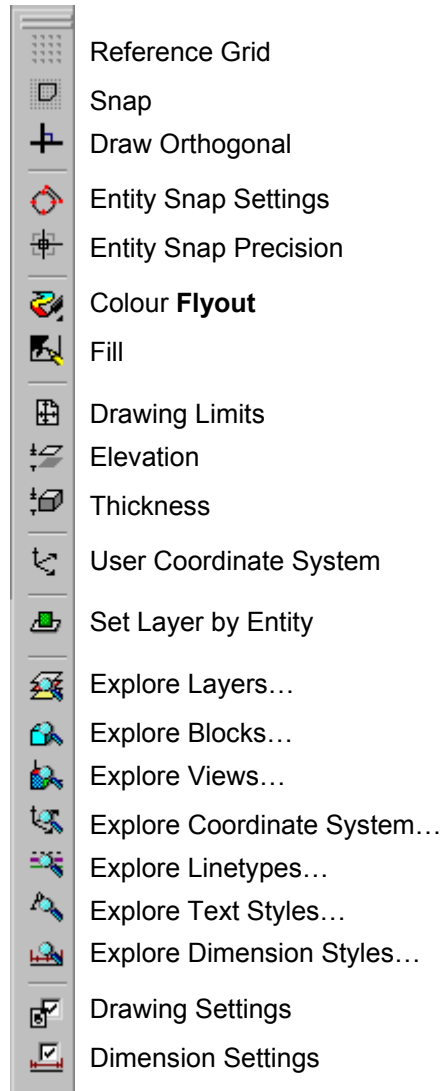 Reference Grid
Snap
Draw Orthogonal
Entity Snap Settings
Entity Snap Precision
Colour Flyout
Fill
Drawing Limits
Elevation
Thickness
User Coordinate System
Set Layer by Entity
Explore Layers…
Explore Blocks…
Explore Views…
Explore Coordinate System…
Explore Linetypes…
Explore Text Styles…
Explore Dimension Styles…
Drawing Settings
Dimension Settings